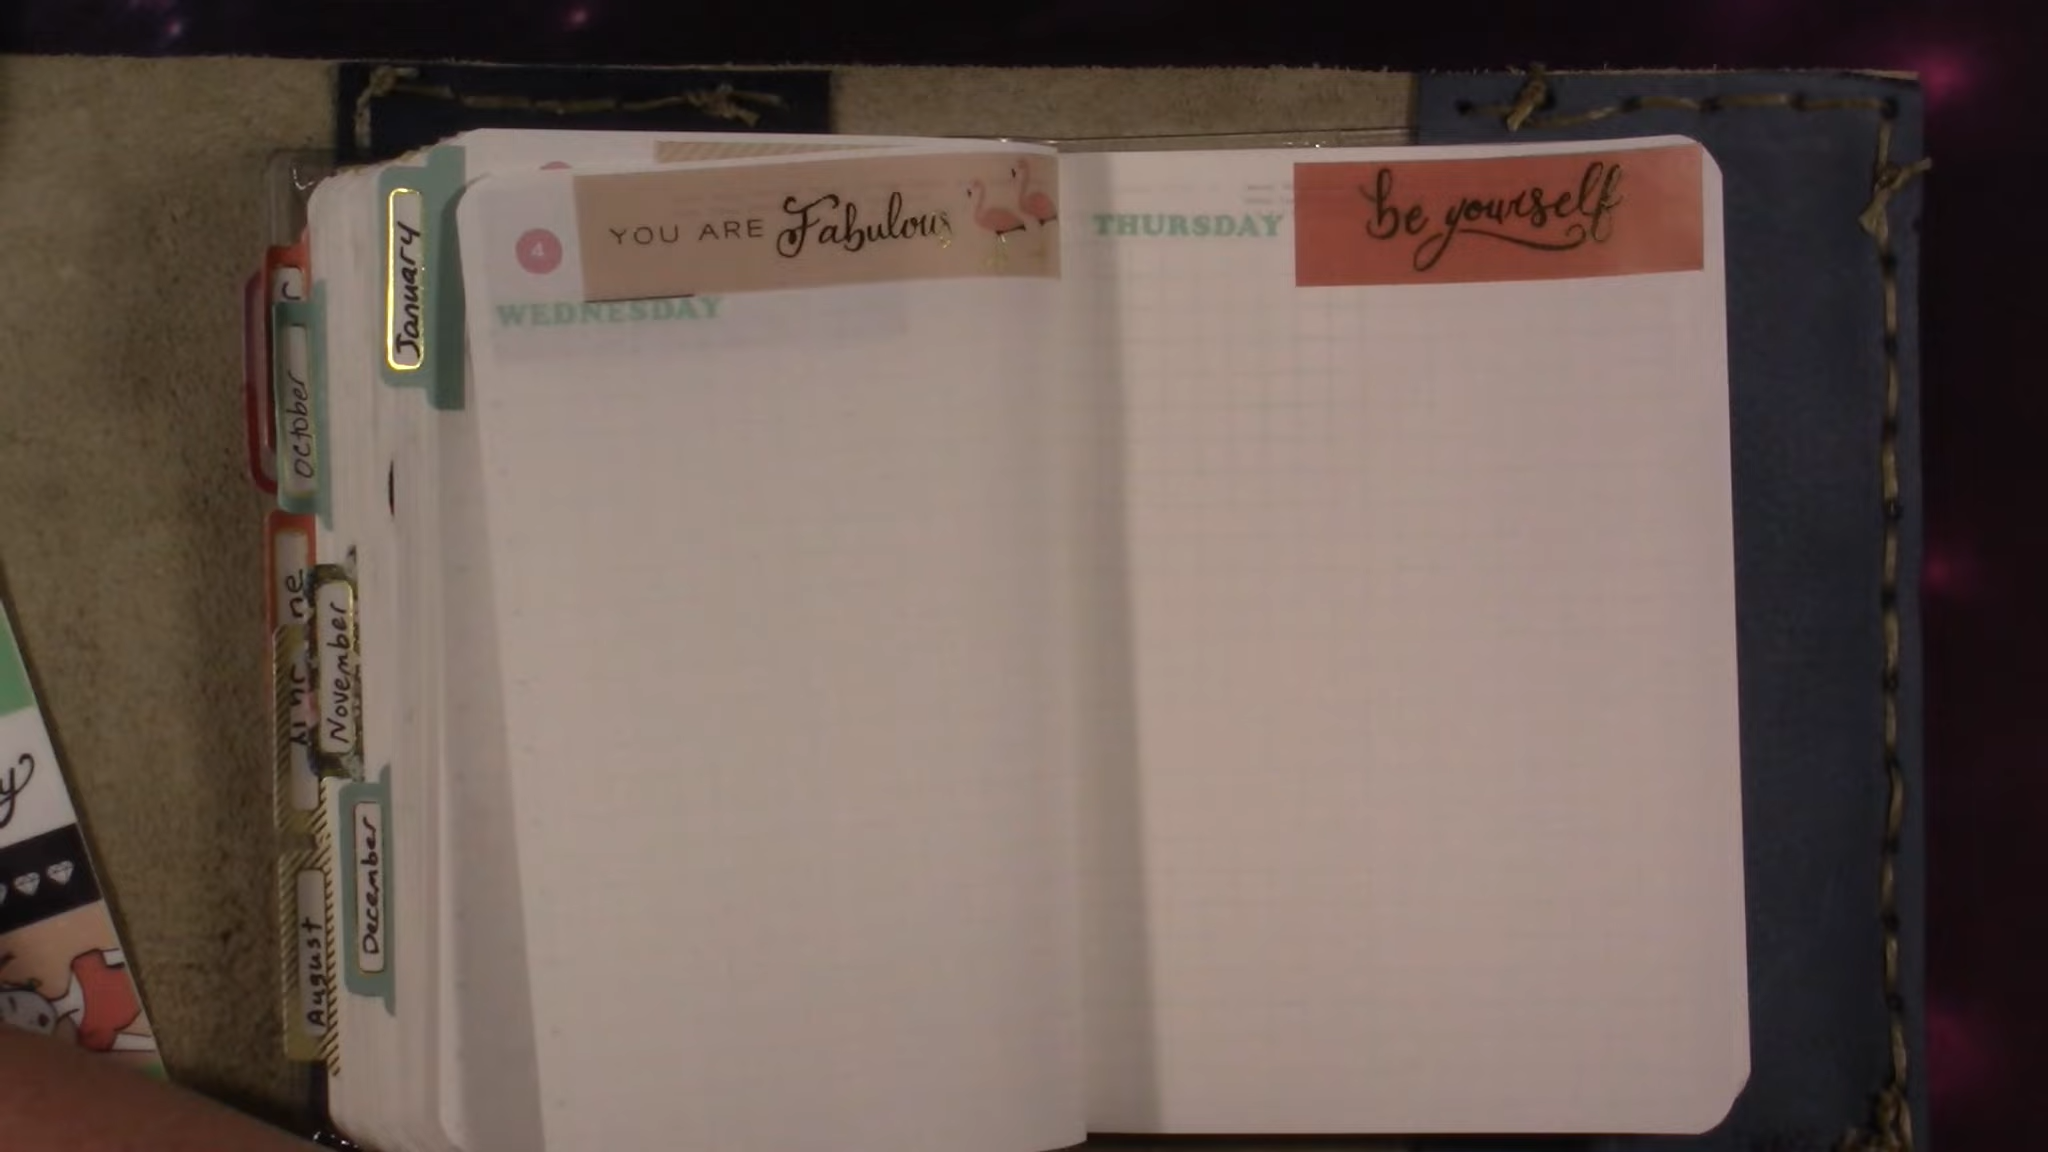 4
YOU ARE Fabulous
WEDNESDAY
THURSDAY
be yourself
January
October
November
December
August